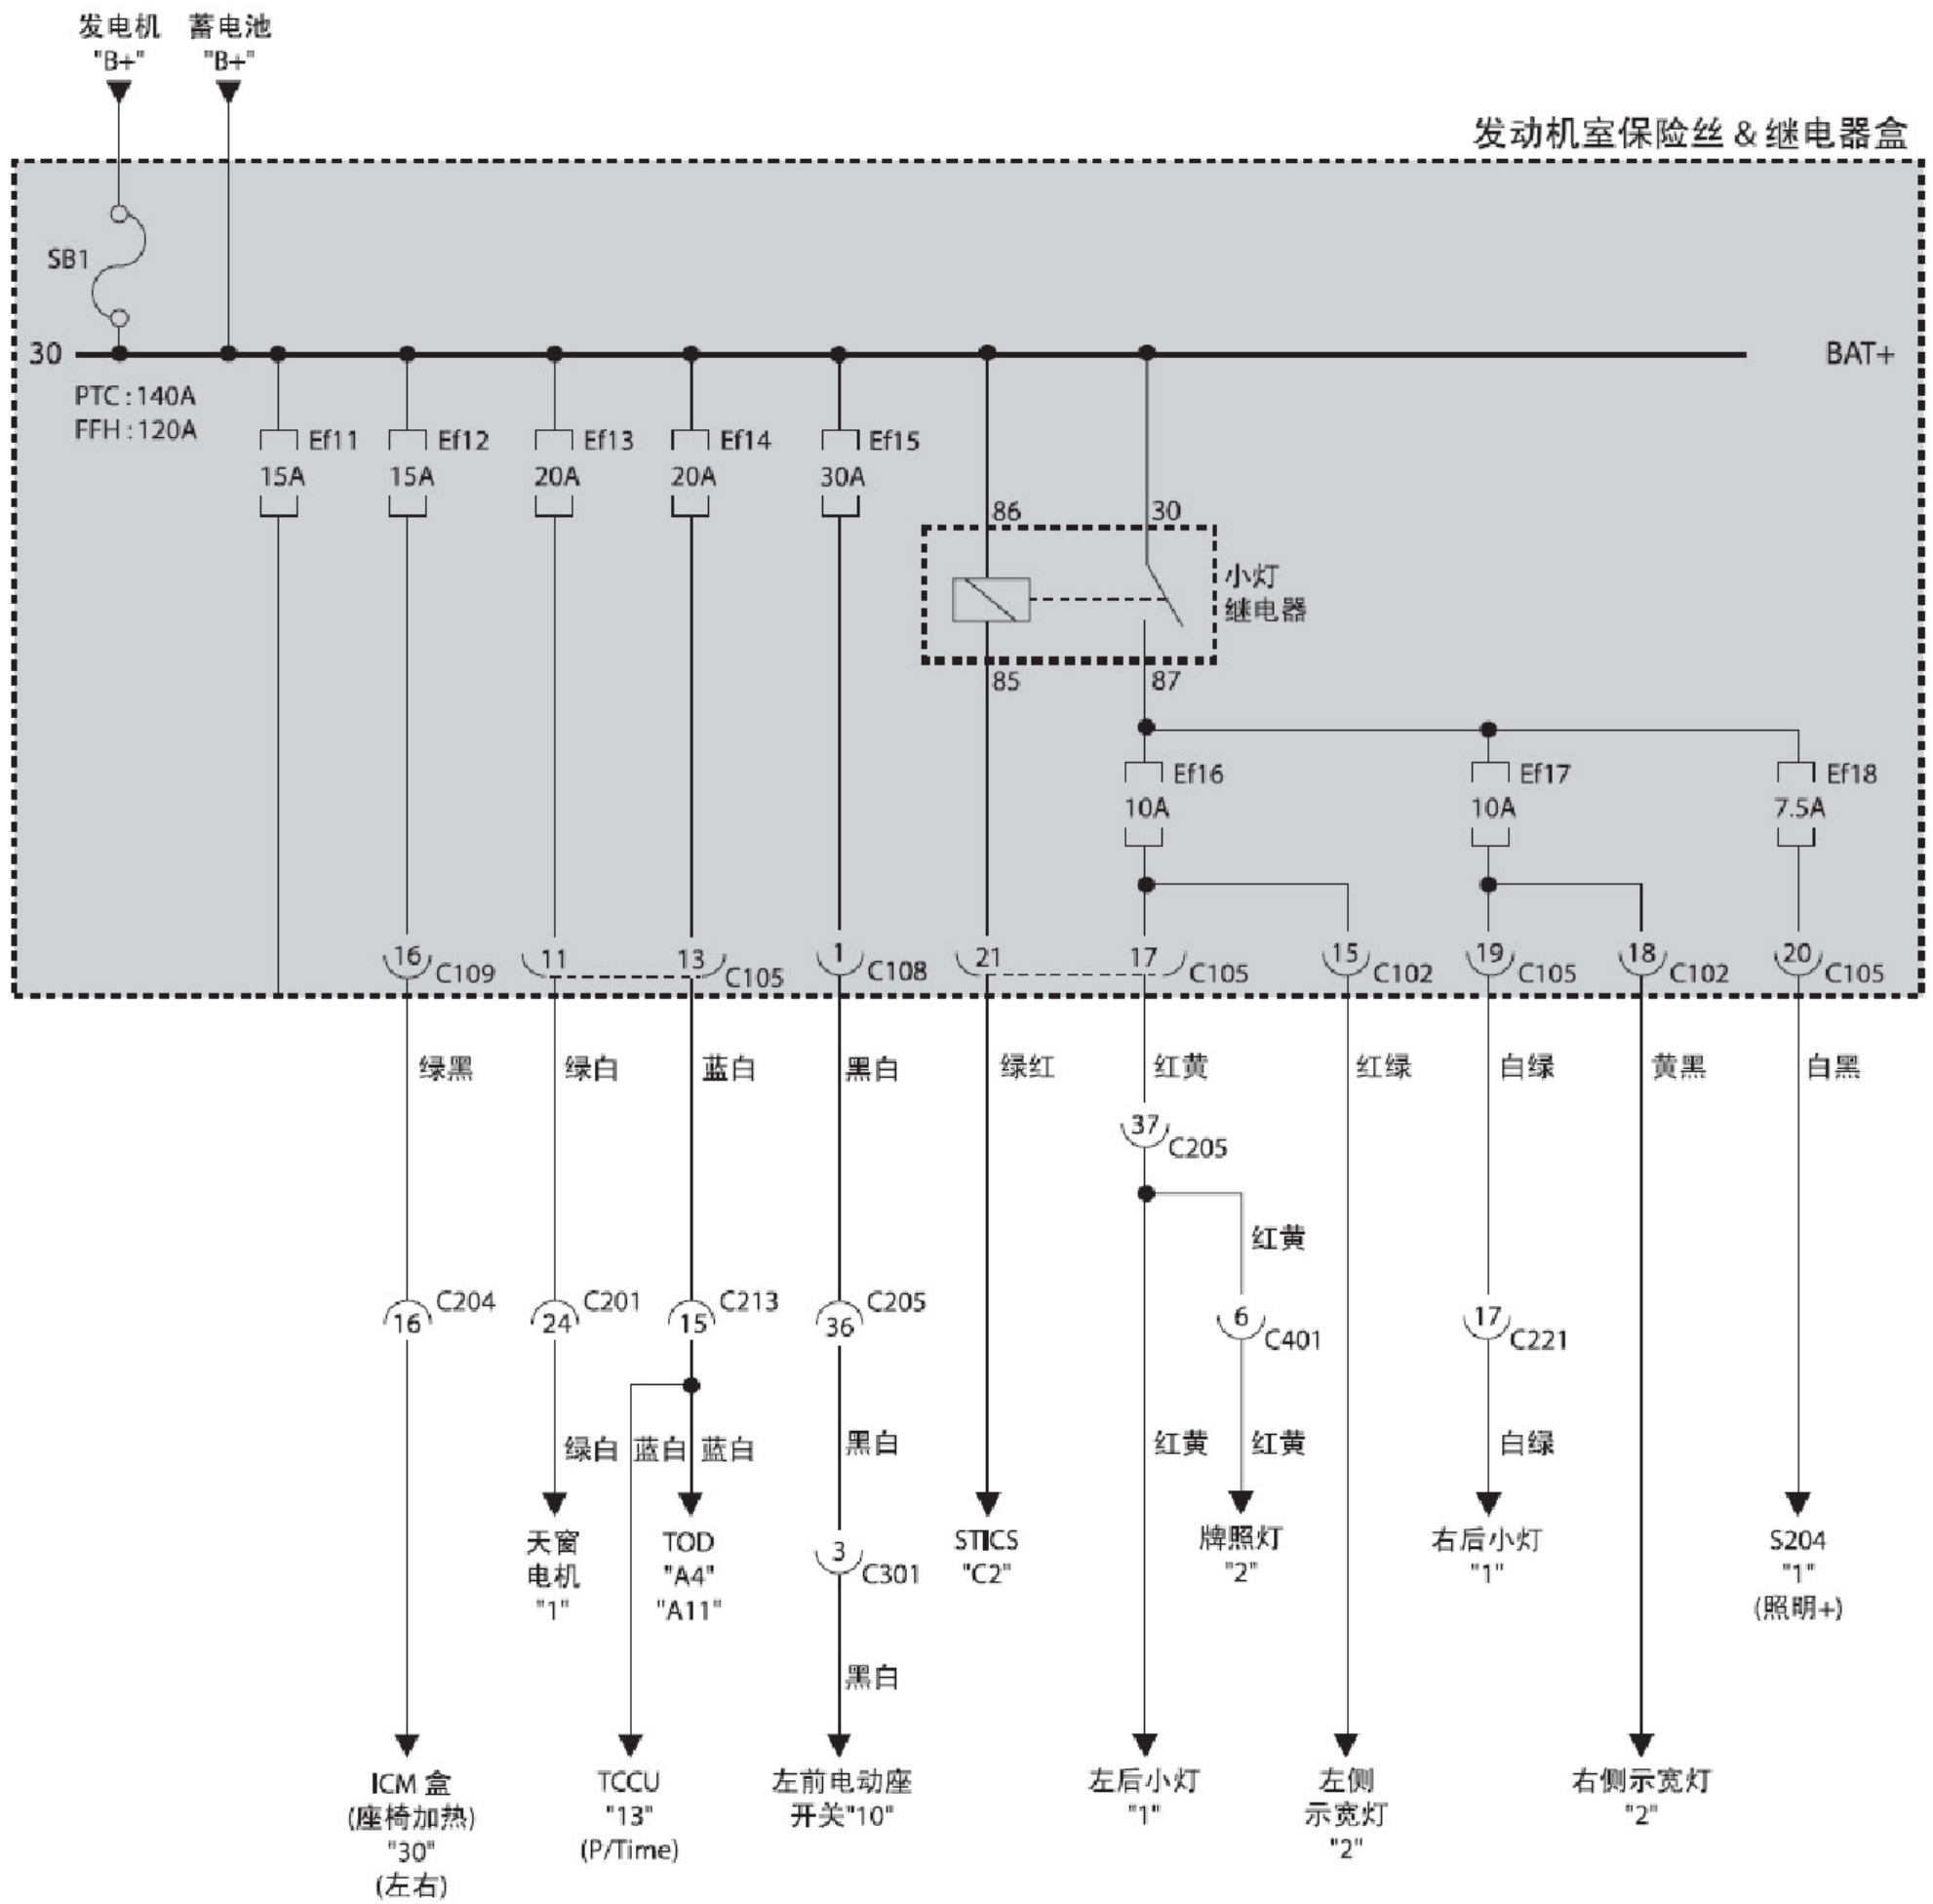 发电机 蓄电池
"B+" "B+"
发动机室保险丝 & 继电器盒
SB1
30 BAT+
PTC : 140A
FFH : 120A
Ef11 Ef12 Ef13 Ef14 Ef15
15A 15A 20A 20A 30A
86 30
小灯
继电器
85 87
Ef16 Ef17 Ef18
10A 10A 7.5A
16 11 13 1 21 17 15 19 18 20
C109 C105 C108 C105 C102 C105 C102 C105
绿黑 绿白 蓝白 黑白 绿红 红黄 红绿 白绿 黄黑 白黑
37
C205
红黄
C204 C201 C213 C205
16 24 15 36 6 17
C401 C221
绿白 蓝白 蓝白 黑白 红黄 红黄 白绿
天窗 TOD STICS 牌照灯 右后小灯 S204
电机 "A4" "C2" "2" "1" "1"
"1" "A11" (照明+)
3
C301
黑白
ICM 盒 TCCU 左前电动座 左后小灯 左侧 右侧示宽灯
(座椅加热) "13" 开关"10" "1" 示宽灯 "2"
"30" (P/Time) "2"
(左右)